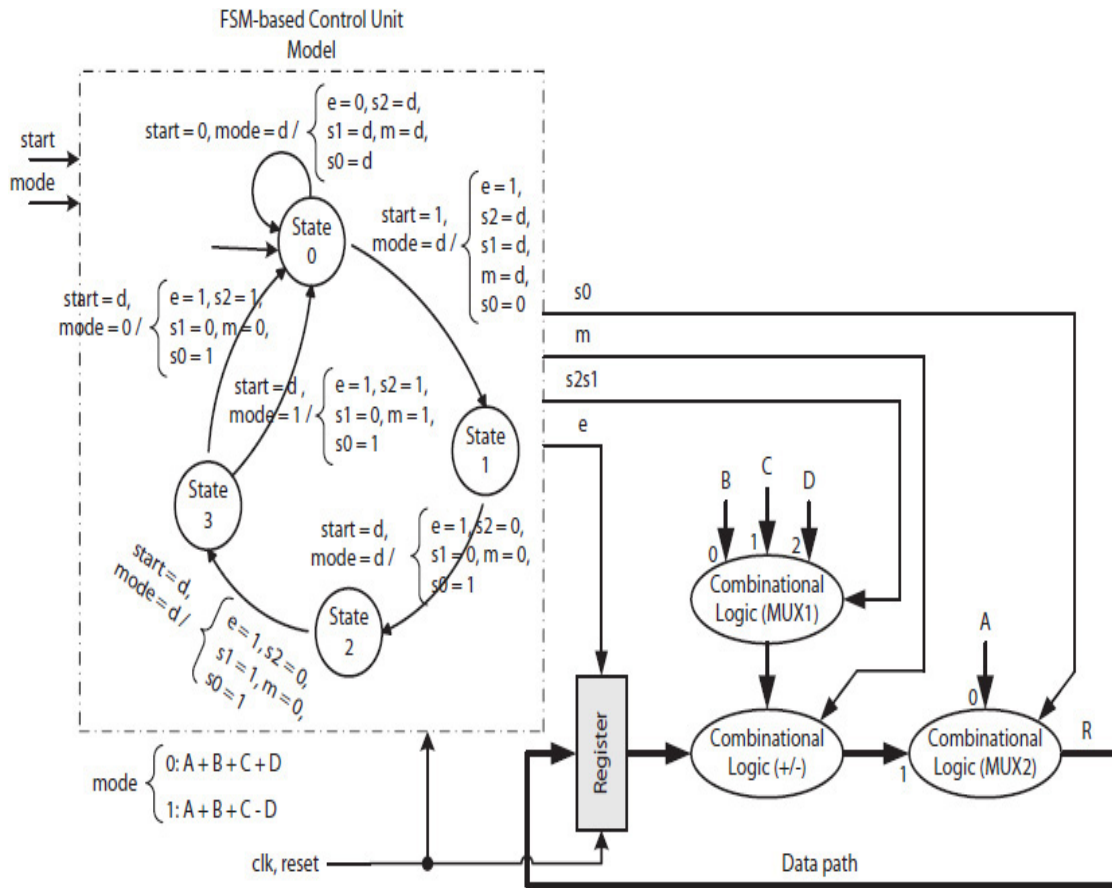 FSM-based Control Unit
Model
start
mode
start = 0, mode = d /
e = 0, s2 = d,
s1 = d, m = d,
s0 = d
State
0
start = 1,
mode = d /
e = 1,
s2 = d,
s1 = d,
m = d,
s0 = 0
start = d,
mode = 0 /
e = 1, s2 = 1,
s1 = 0, m = 0,
s0 = 1
start = d ,
mode = 1 /
e = 1, s2 = 1,
s1 = 0, m = 1,
s0 = 1
State
1
State
3
start = d,
mode = d /
e = 1, s2 = 0,
s1 = 0, m = 0,
s0 = 1
State
2
start = d,
mode = d /
e = 1, s2 = 0,
s1 = 1, m = 0,
s0 = 1
s0
m
s2s1
e
B
C
D
0
1
2
Combinational
Logic (MUX1)
A
0
Register
Combinational
Logic (+/-)
1
Combinational
Logic (MUX2)
R
mode
0: A + B + C + D
1: A + B + C - D
clk, reset
Data path